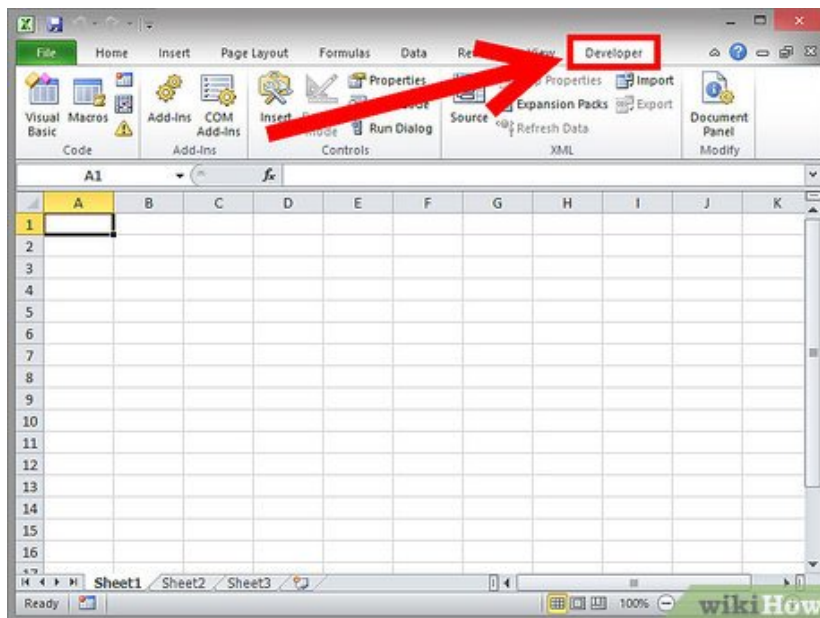 File Home Insert Page Layout Formulas Data View Developer
Visual Basic Macros Add-Ins COM Add-Ins Insert Properties Run Dialog Source Properties Expansion Packs Refresh Data Import Export Document Panel
Code Add-Ins Controls XML Modify
A1 fx
A B C D E F G H I J K
1
2
3
4
5
6
7
8
9
10
11
12
13
14
15
16
17
Sheet1 Sheet2 Sheet3
Ready 100%
wikiHow